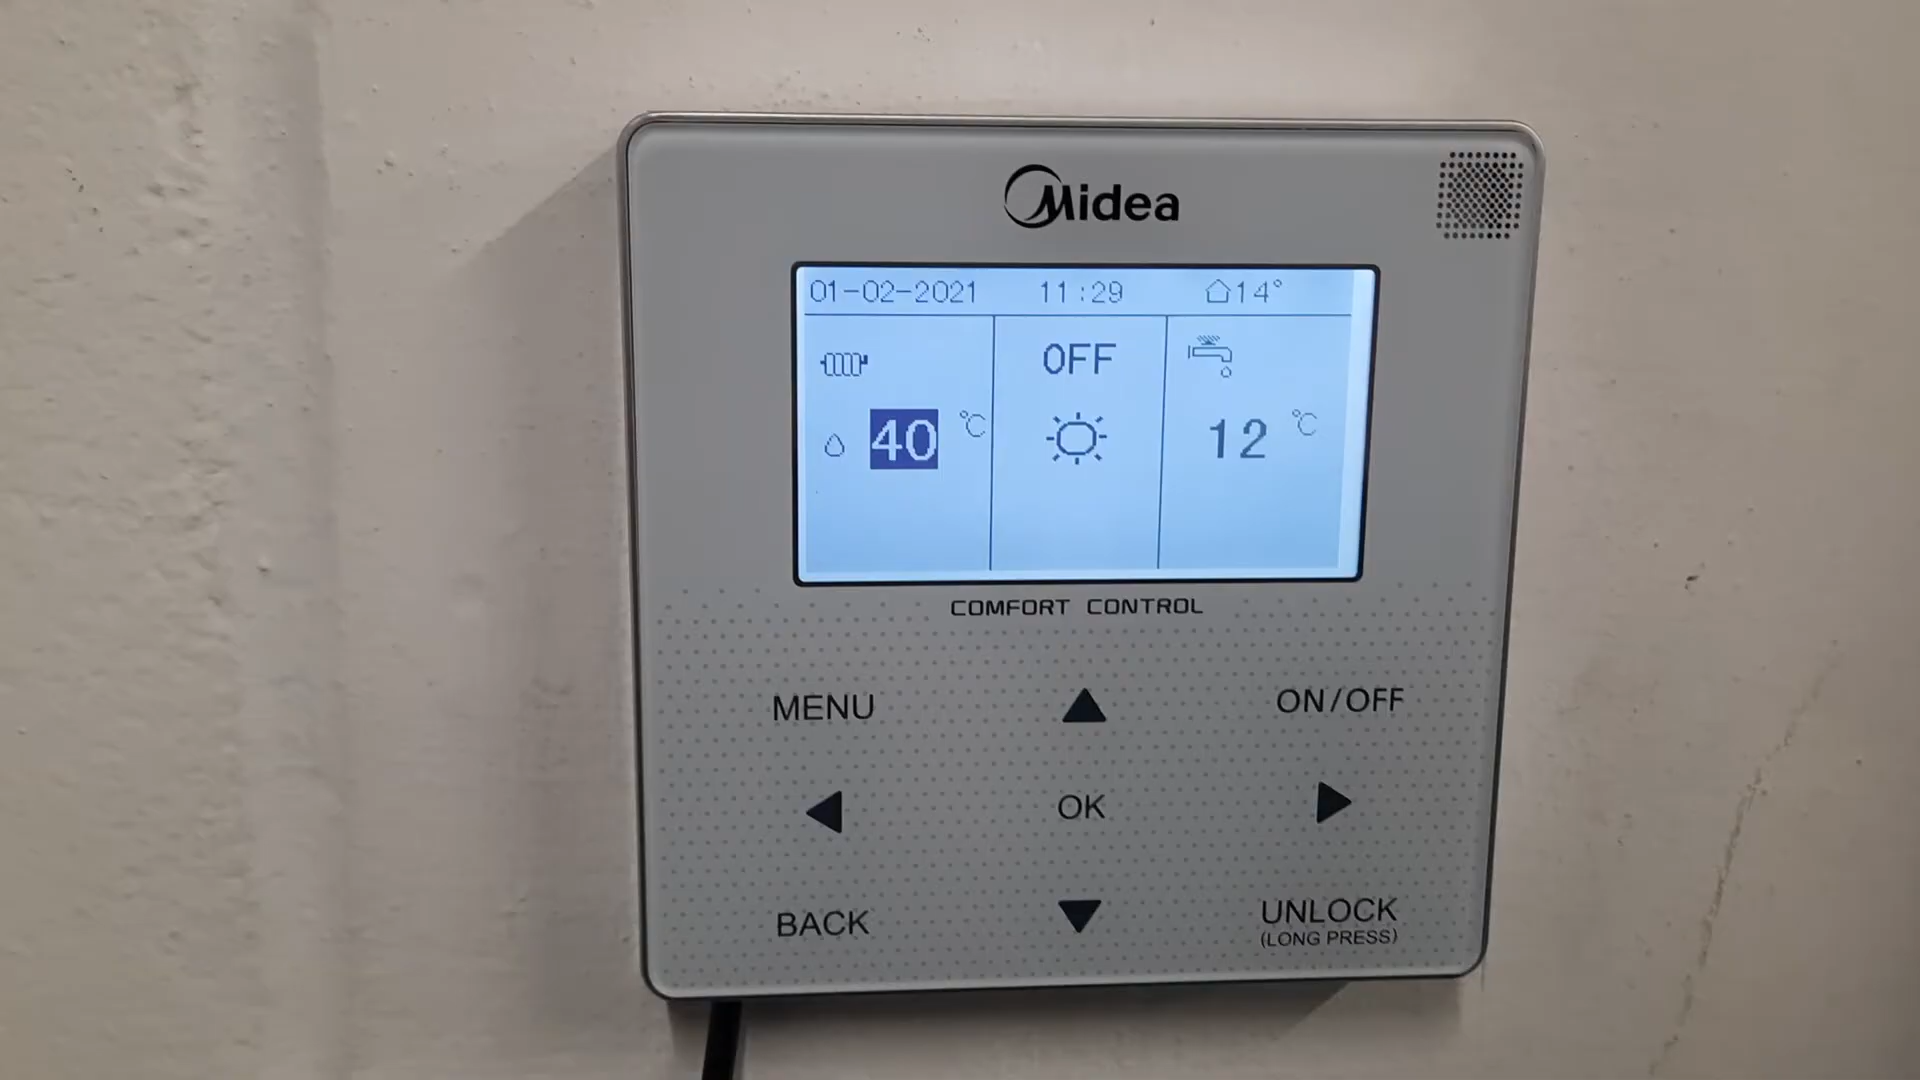 Midea
01-02-2021 11:29 14°
OFF
40 °C 12 °C
COMFORT CONTROL
MENU ON/OFF
OK
BACK UNLOCK
(LONG PRESS)